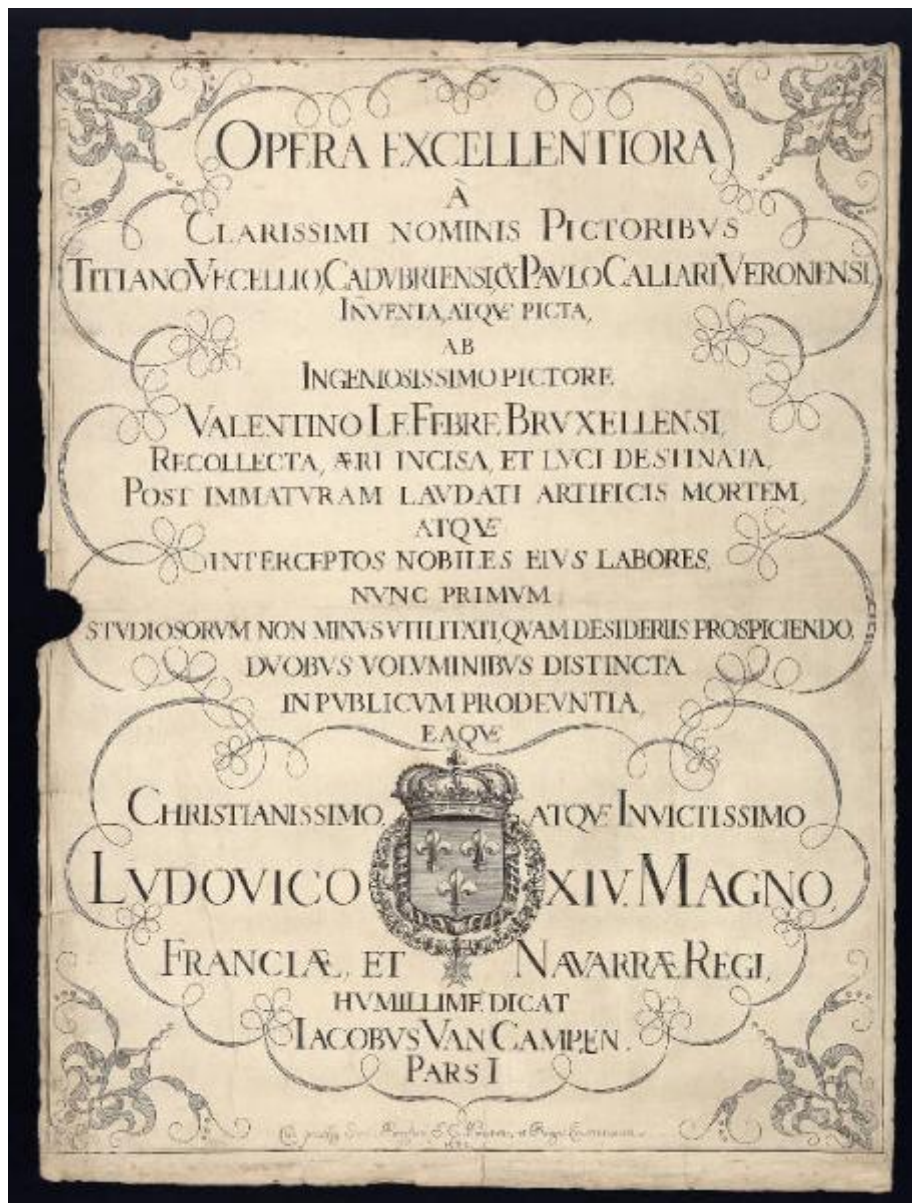 OPERA EXCELLENTIORA
À
CLARISSIMI NOMINIS PICTORIBVS
TITIANO VECELLIO, CADVBRIENSI, & PAVLO CALIARI, VERONENSI,
INVENTA, ATQVE PICTA,
AB
INGENIOSISSIMO PICTORE
VALENTINO LE FEBRE BRVXELLENSI,
RECOLLECTA, ÆRI INCISA, ET LVCI DESTINATA,
POST IMMATVRAM LAVDATI ARTIFICIS MORTEM,
ATQVE
INTERCEPTOS NOBILES EIVS LABORES,
NVNC PRIMVM
STVDIOSORVM NON MINVS VTILITATI, QVAM DESIDERIIS PROSPICIENDO,
DVOBVS VOLVMINIBVS DISTINCTA
IN PVBLICVM PRODEVNTIA,
EAQVE
CHRISTIANISSIMO, ATQVE INVICTISSIMO
LVDOVICO XIV. MAGNO,
FRANCIÆ, ET NAVARRÆ REGI,
HVMILLIME DICAT
IACOBVS VAN CAMPEN.
PARS I